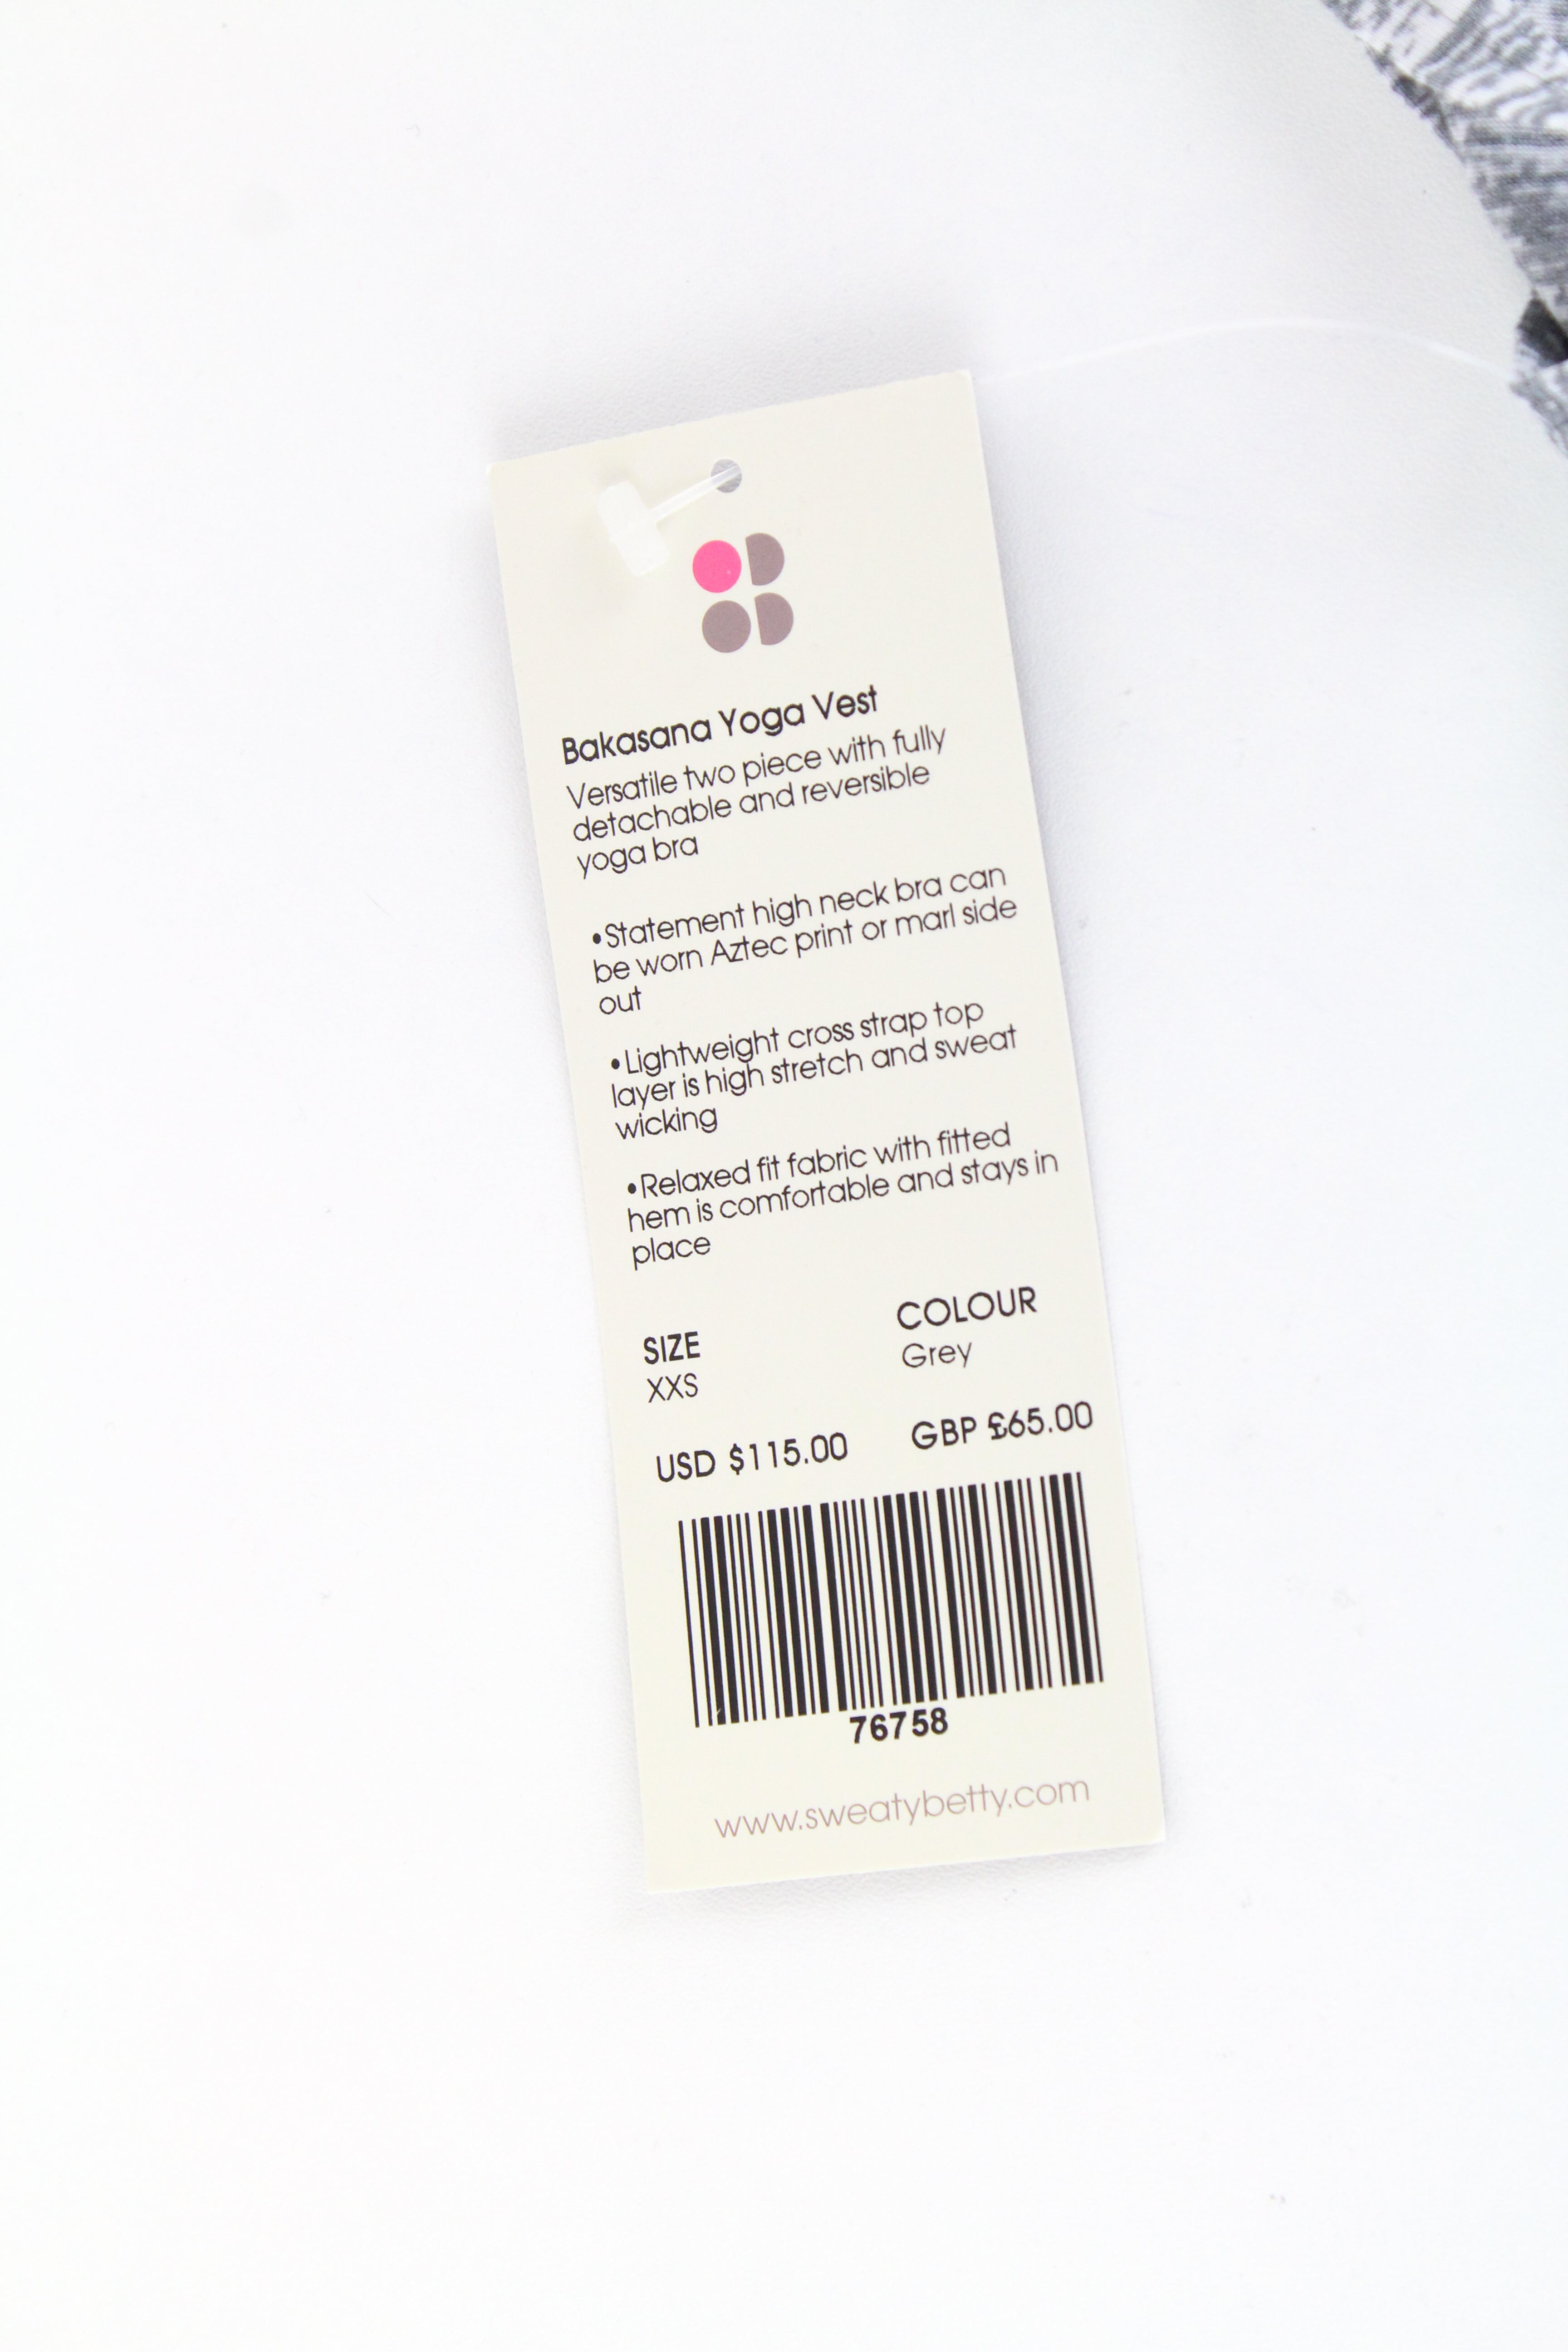 Bakasana Yoga Vest
Versatile two piece with fully
detachable and reversible
yoga bra
•Statement high neck bra can
be worn Aztec print or marl side
out
•Lightweight cross strap top
layer is high stretch and sweat
wicking
•Relaxed fit fabric with fitted
hem is comfortable and stays in
place
SIZE COLOUR
XXS Grey
USD $115.00 GBP £65.00
76758
www.sweatybetty.com